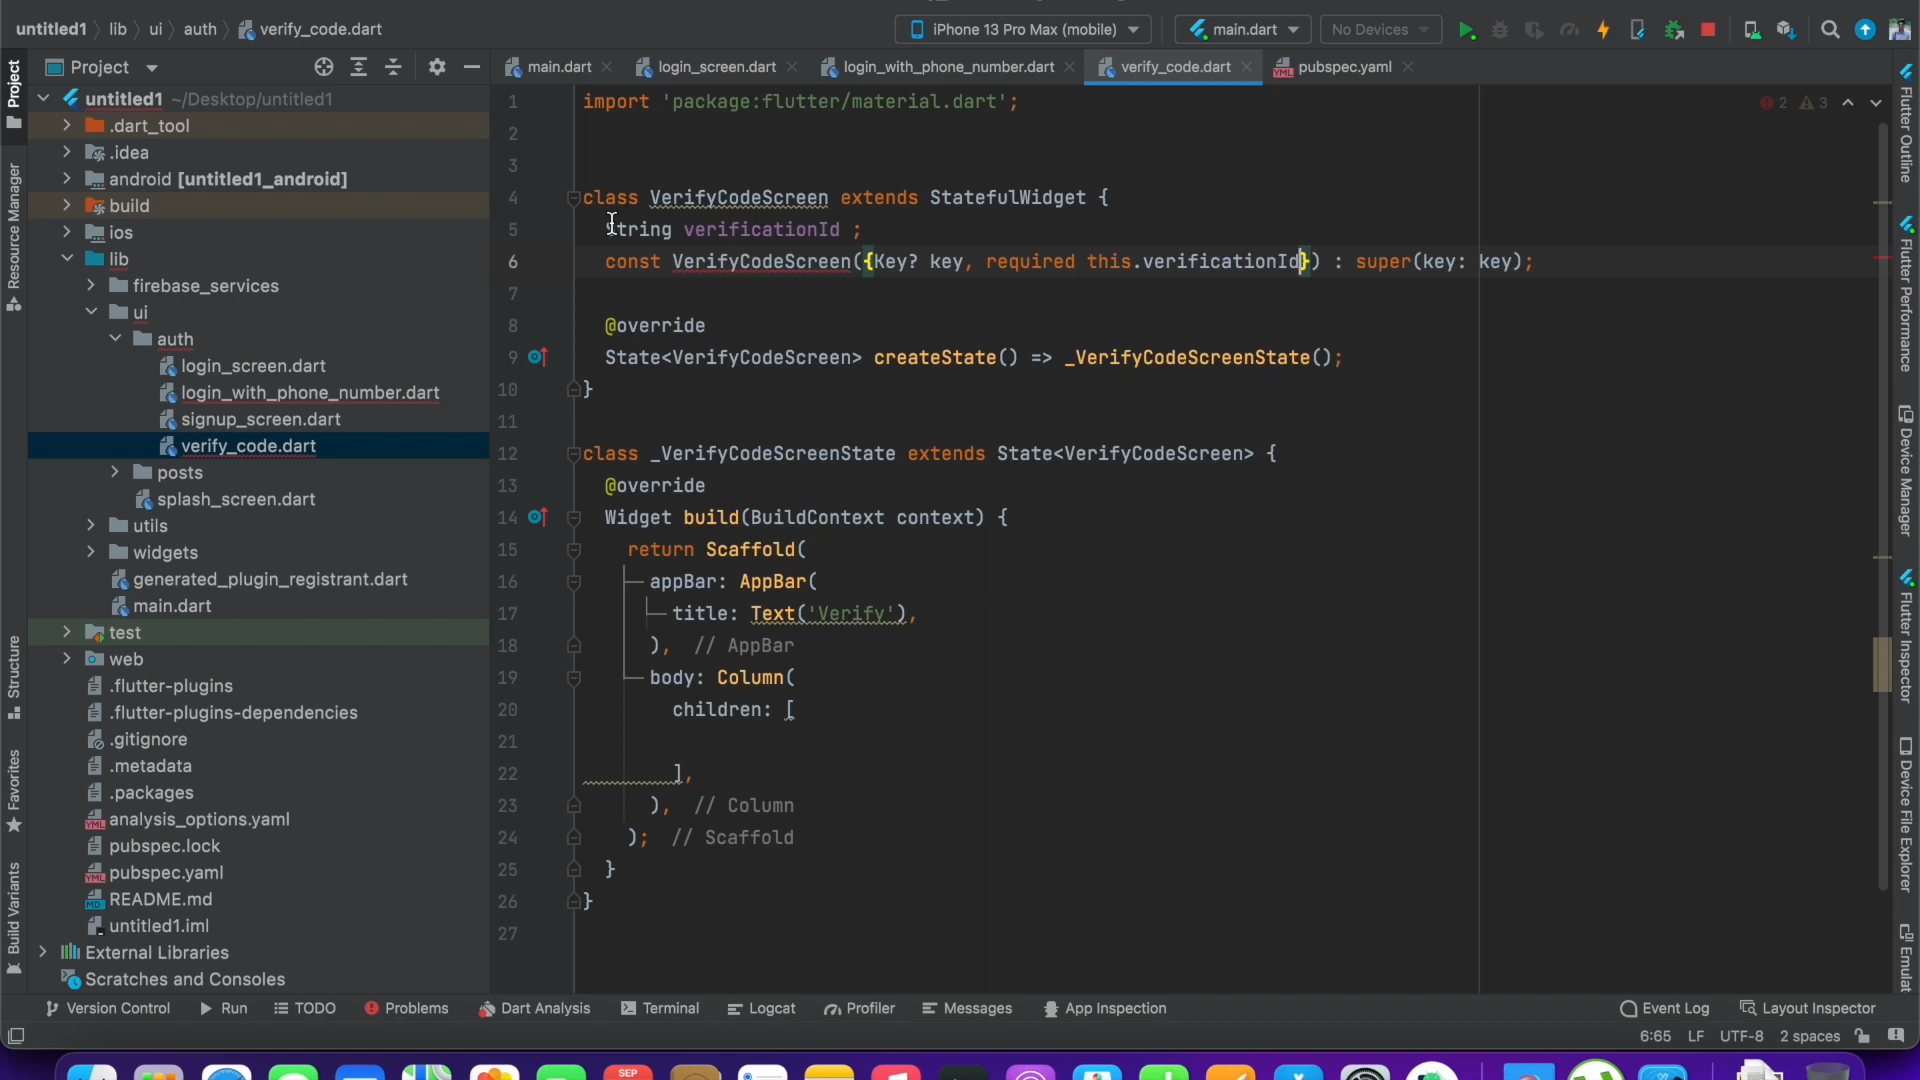 untitled1 lib ui auth verify_code.dart
iPhone 13 Pro Max (mobile) main.dart No Devices
Project
main.dart login_screen.dart login_with_phone_number.dart verify_code.dart pubspec.yaml
untitled1 ~/Desktop/untitled1
.dart_tool
.idea
android [untitled1_android]
build
ios
lib
firebase_services
ui
auth
login_screen.dart
login_with_phone_number.dart
signup_screen.dart
verify_code.dart
posts
splash_screen.dart
utils
widgets
generated_plugin_registrant.dart
main.dart
test
web
.flutter-plugins
.flutter-plugins-dependencies
.gitignore
.metadata
.packages
analysis_options.yaml
pubspec.lock
pubspec.yaml
README.md
untitled1.iml
External Libraries
Scratches and Consoles
1 import 'package:flutter/material.dart';
2
3
4 class VerifyCodeScreen extends StatefulWidget {
5 String verificationId ;
6 const VerifyCodeScreen({Key? key, required this.verificationId}) : super(key: key);
7
8 @override
9 State<VerifyCodeScreen> createState() => _VerifyCodeScreenState();
10 }
11
12 class _VerifyCodeScreenState extends State<VerifyCodeScreen> {
13 @override
14 Widget build(BuildContext context) {
15 return Scaffold(
16 appBar: AppBar(
17 title: Text('Verify'),
18 ), // AppBar
19 body: Column(
20 children: [
21
22 ],
23 ), // Column
24 ); // Scaffold
25 }
26 }
27
2 3
Project
Resource Manager
Structure
Favorites
Build Variants
Flutter Outline
Flutter Performance
Device Manager
Flutter Inspector
Device File Explorer
Emulat
Version Control Run TODO Problems Dart Analysis Terminal Logcat Profiler Messages App Inspection Event Log Layout Inspector
6:65 LF UTF-8 2 spaces
SEP